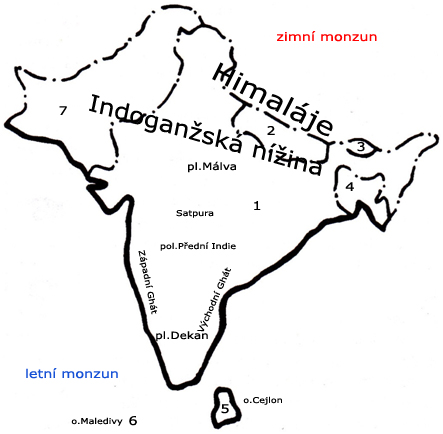 zimní monzun
Himaláje
7
Indoganžská nížina
2
3
pl.Málva
4
1
Satpura
pol.Přední Indie
Západní Ghát
Východní Ghát
pl.Dekan
letní monzun
o.Cejlon
5
o.Maledivy 6